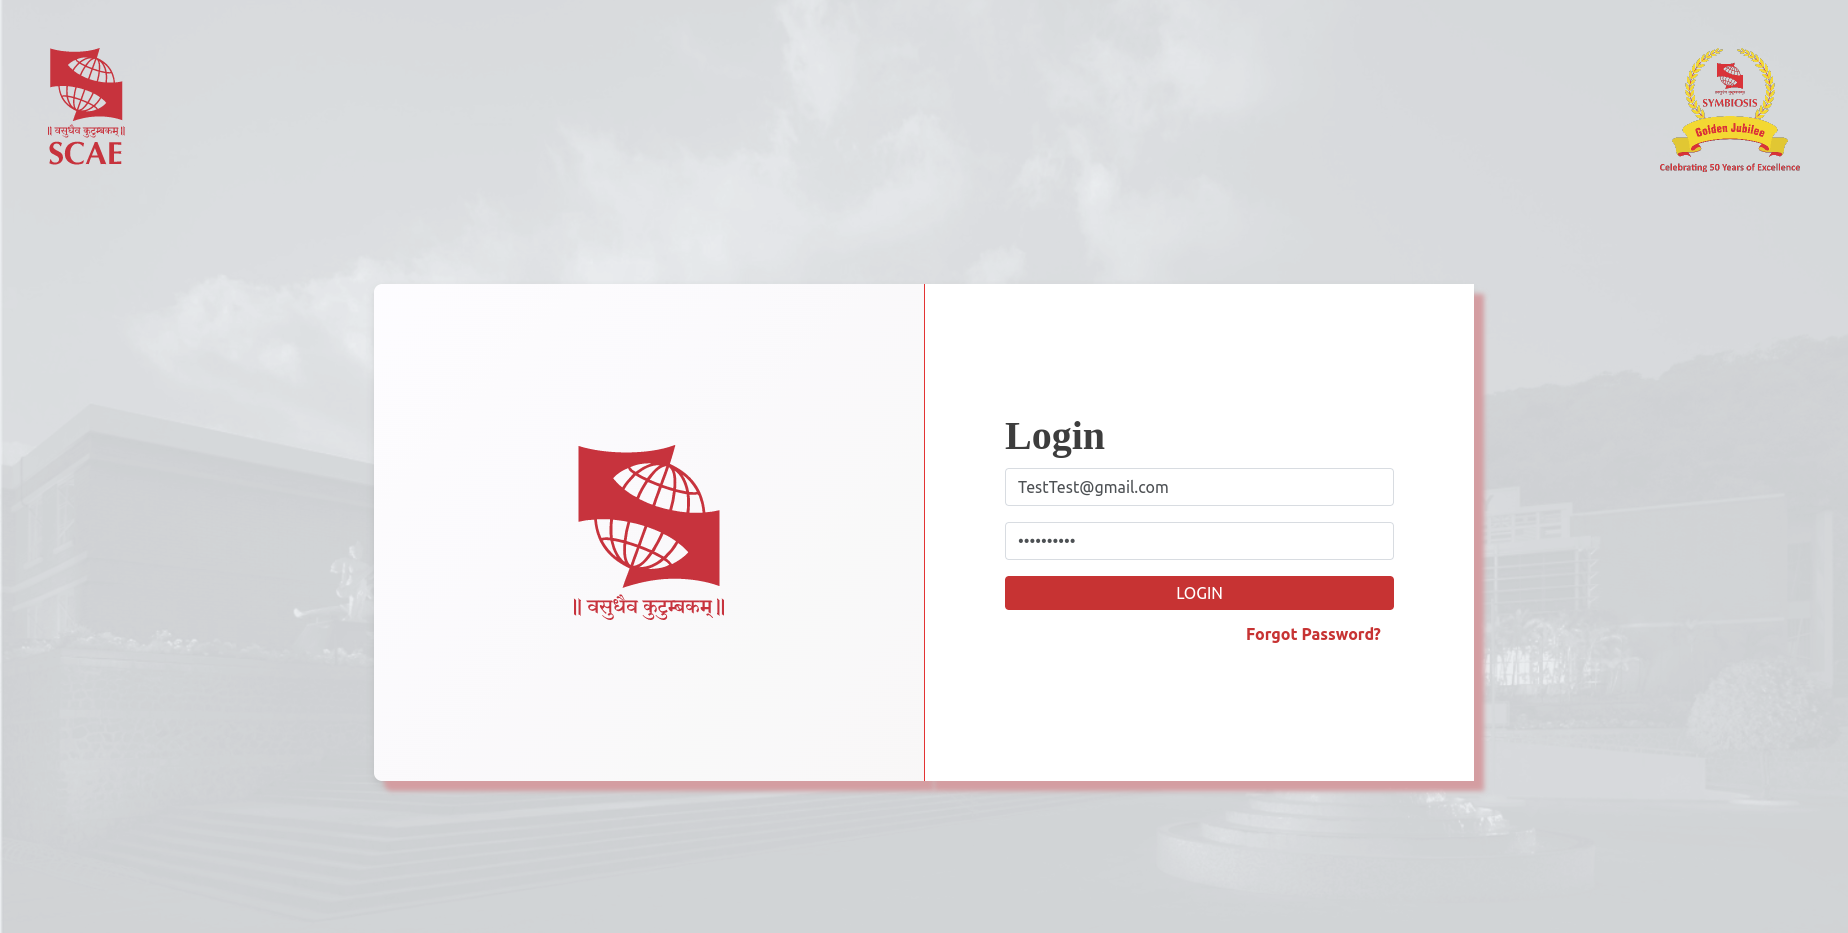 ॥ वसुधैव कुटुम्बकम् ॥
SCAE
SYMBIOSIS
Golden Jubilee
Celebrating 50 Years of Excellence
॥ वसुधैव कुटुम्बकम् ॥
Login
TestTest@gmail.com
••••••••••
LOGIN
Forgot Password?